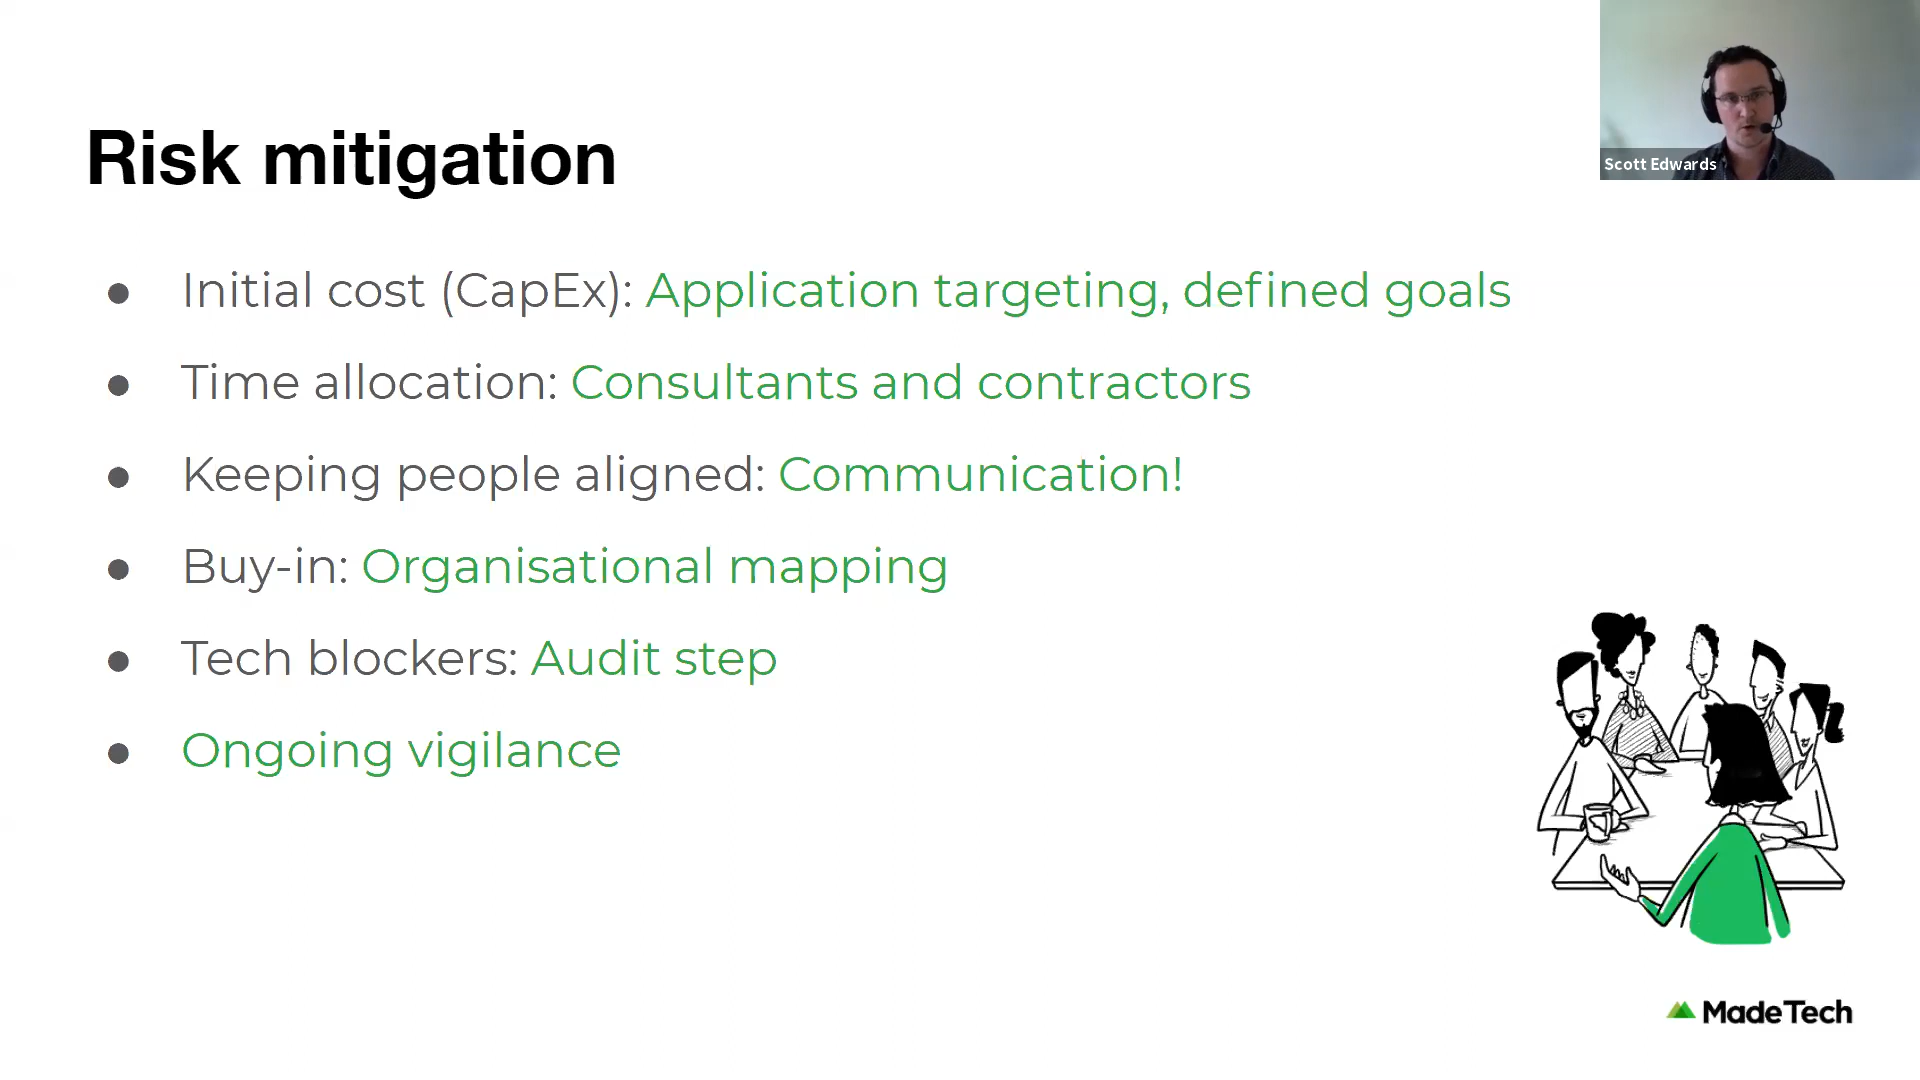 Risk mitigation
Scott Edwards
● Initial cost (CapEx): Application targeting, defined goals
● Time allocation: Consultants and contractors
● Keeping people aligned: Communication!
● Buy-in: Organisational mapping
● Tech blockers: Audit step
● Ongoing vigilance
MadeTech